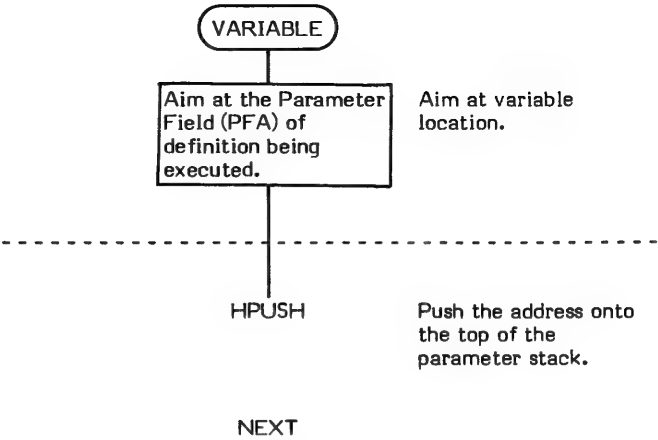 VARIABLE
Aim at the Parameter
Field (PFA) of
definition being
executed.
Aim at variable
location.
HPUSH
Push the address onto
the top of the
parameter stack.
NEXT